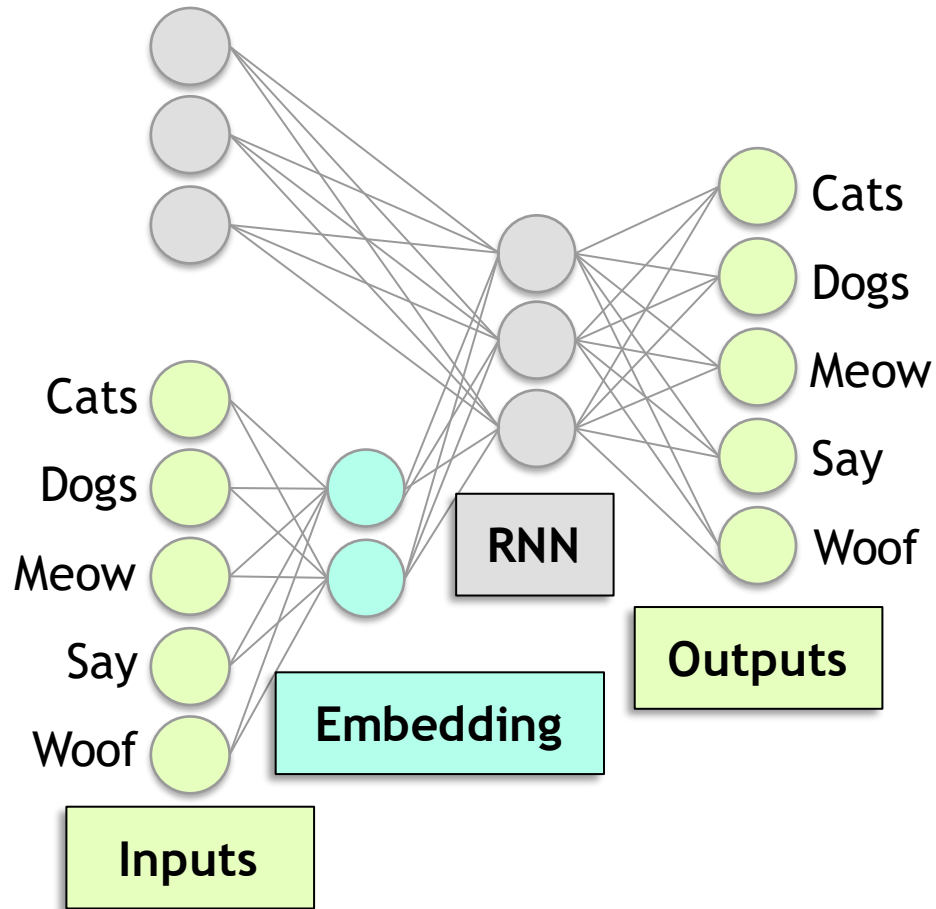 Cats
Dogs
Meow
Say
Woof
Inputs
Embedding
RNN
Cats
Dogs
Meow
Say
Woof
Outputs